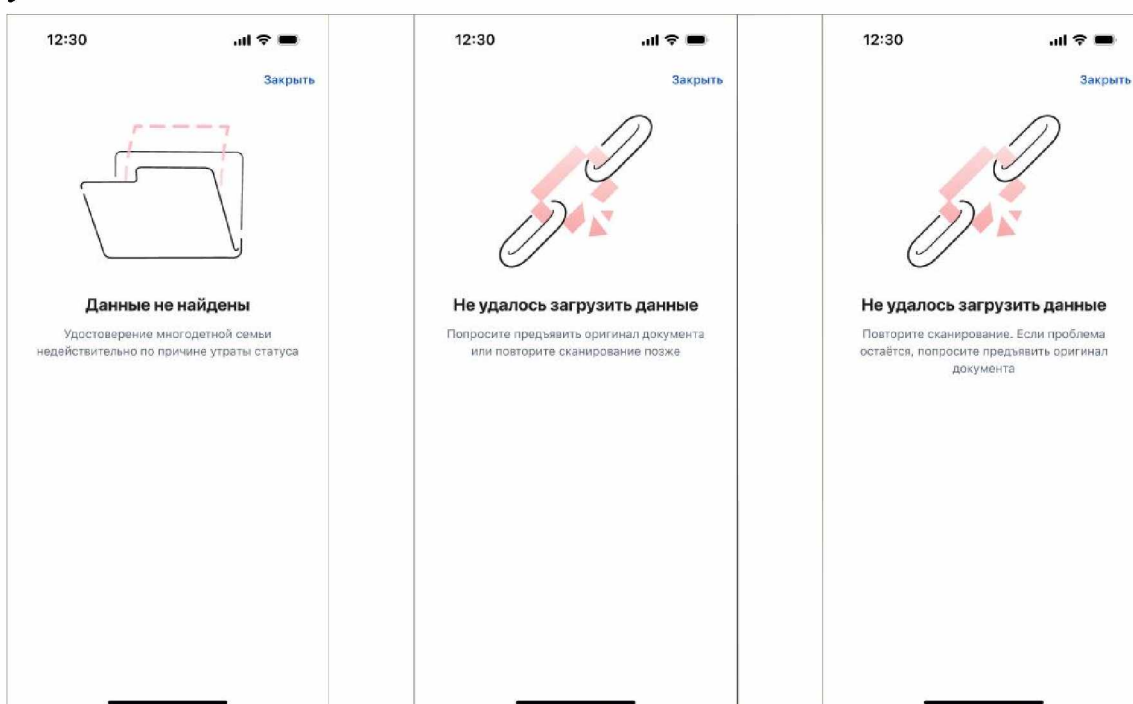 12:30
Закрыть
Данные не найдены
Удостоверение многодетной семьи
недействительно по причине утраты статуса
12:30
Закрыть
Не удалось загрузить данные
Попросите предъявить оригинал документа
или повторите сканирование позже
12:30
Закрыть
Не удалось загрузить данные
Повторите сканирование. Если проблема
остаётся, попросите предъявить оригинал
документа